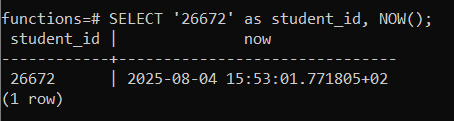 functions=# SELECT '26672' as student_id, NOW();
 student_id |              now
------------+-------------------------------
 26672      | 2025-08-04 15:53:01.771805+02
(1 row)